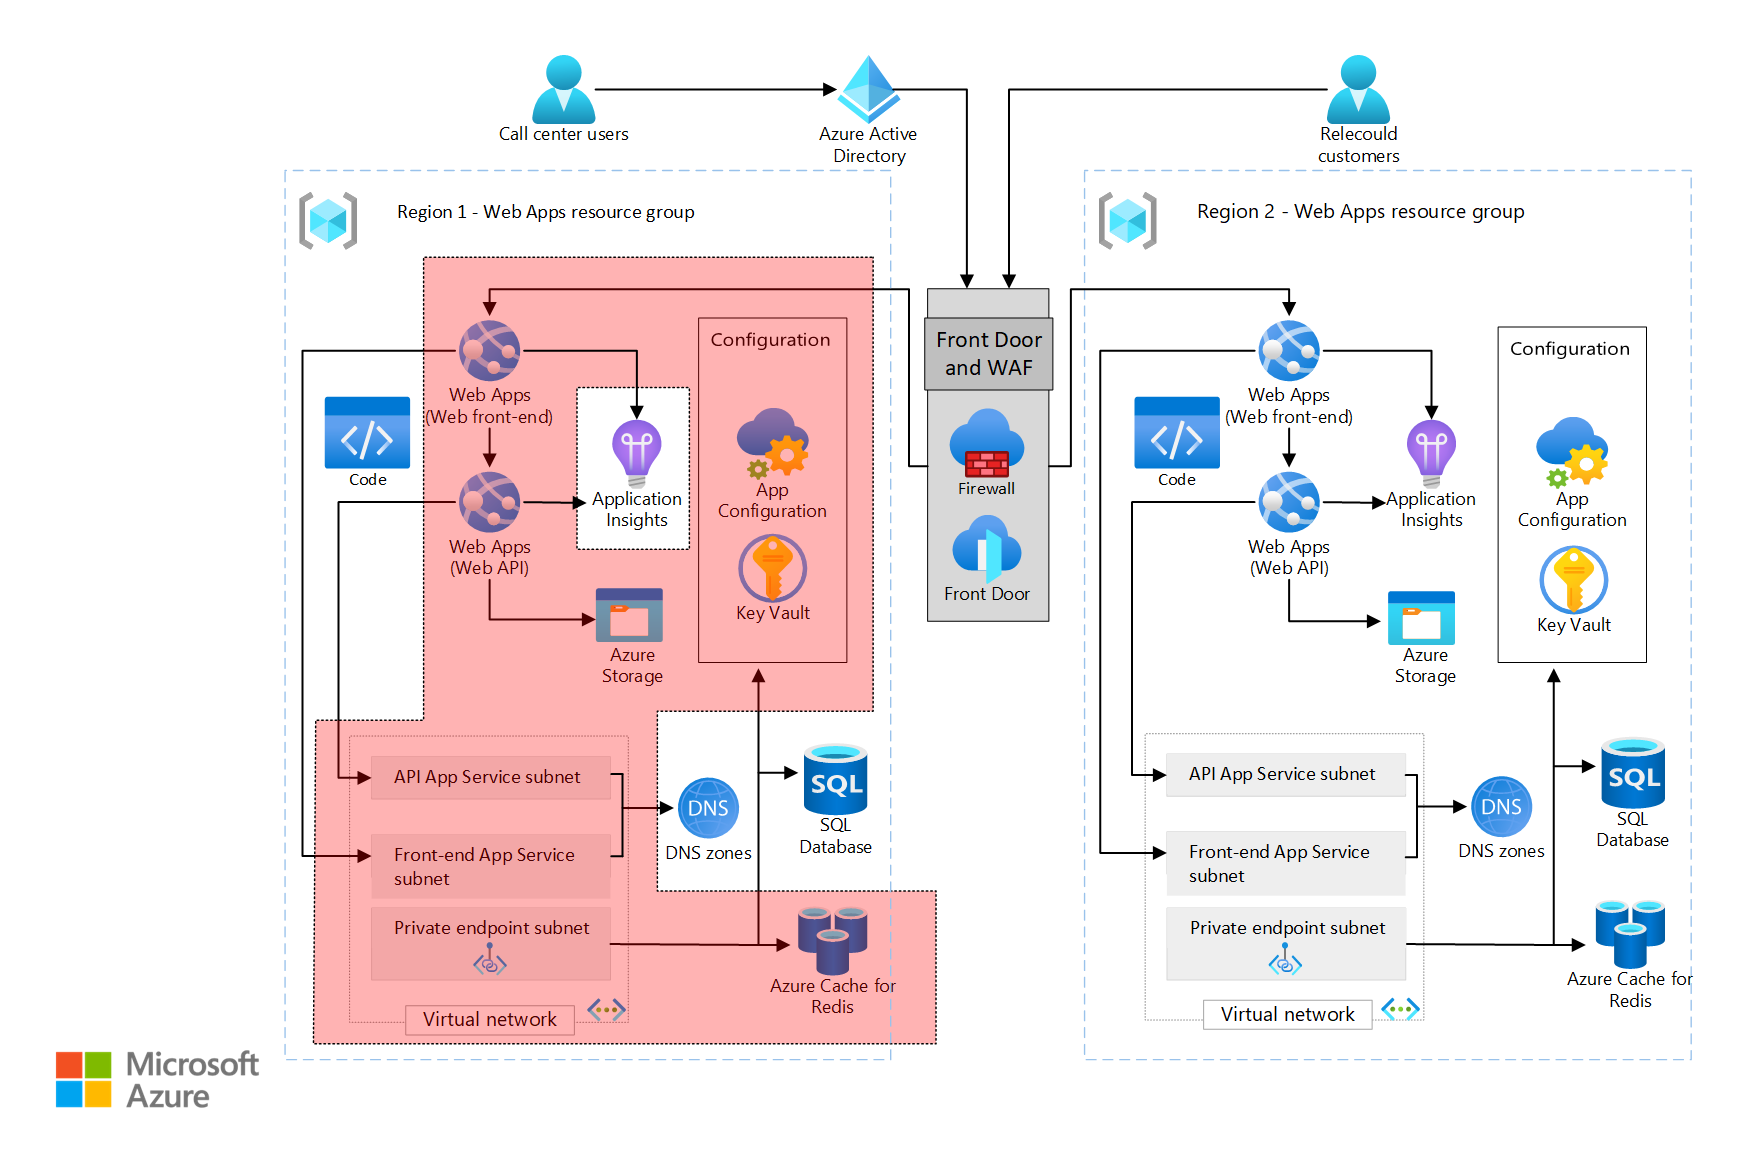 Call center users
Azure Active
Directory
Relecould
customers
Region 1 - Web Apps resource group
Region 2 - Web Apps resource group
Front Door
and WAF
Firewall
Front Door
Web Apps
(Web front-end)
Code
Web Apps
(Web API)
Application
Insights
Azure
Storage
Configuration
App
Configuration
Key Vault
API App Service subnet
Front-end App Service
subnet
Private endpoint subnet
Virtual network
DNS
DNS zones
SQL
SQL
Database
Azure Cache for
Redis
Web Apps
(Web front-end)
Code
Web Apps
(Web API)
Application
Insights
Azure
Storage
Configuration
App
Configuration
Key Vault
API App Service subnet
Front-end App Service
subnet
Private endpoint subnet
Virtual network
DNS
DNS zones
SQL
SQL
Database
Azure Cache for
Redis
Microsoft
Azure